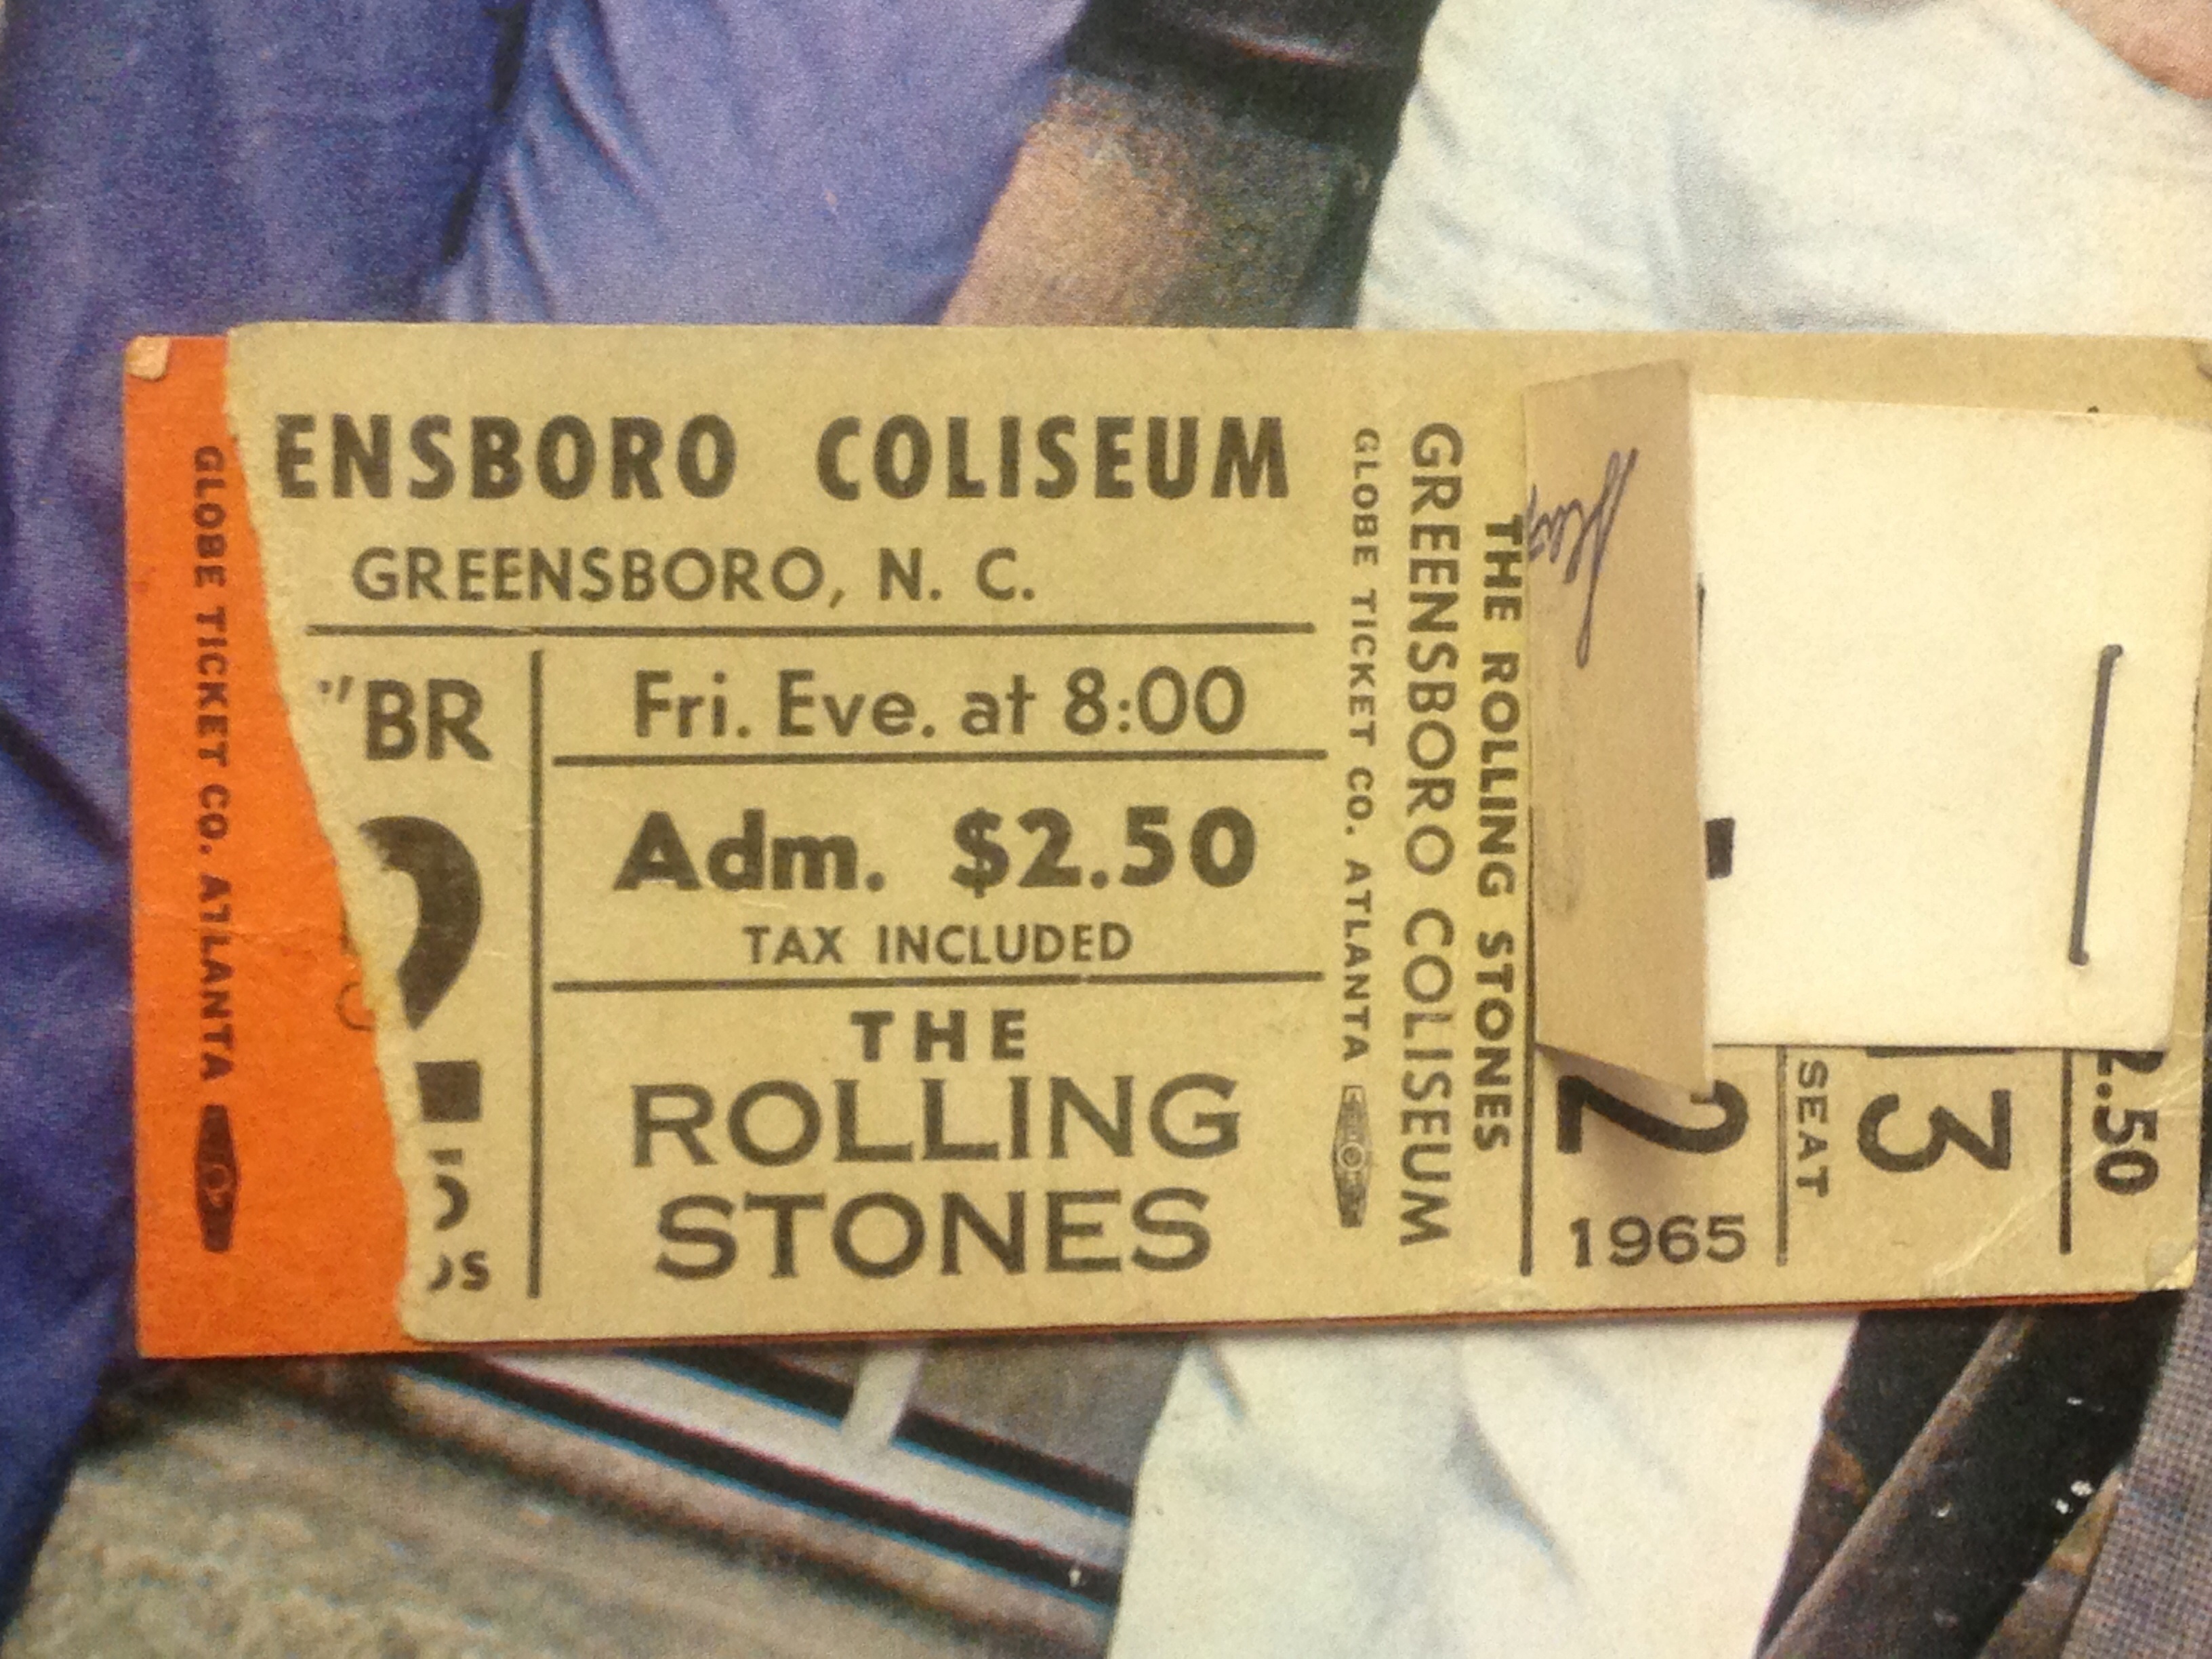 GLOBE TICKET CO. ATLANTA
ENSBORO COLISEUM
GREENSBORO, N. C.
"BR
Fri. Eve. at 8:00
Adm. $2.50
TAX INCLUDED
THE
ROLLING
STONES
GLOBE TICKET CO. ATLANTA
GREENSBORO COLISEUM
THE ROLLING STONES
2
1965
SEAT
3
2.50